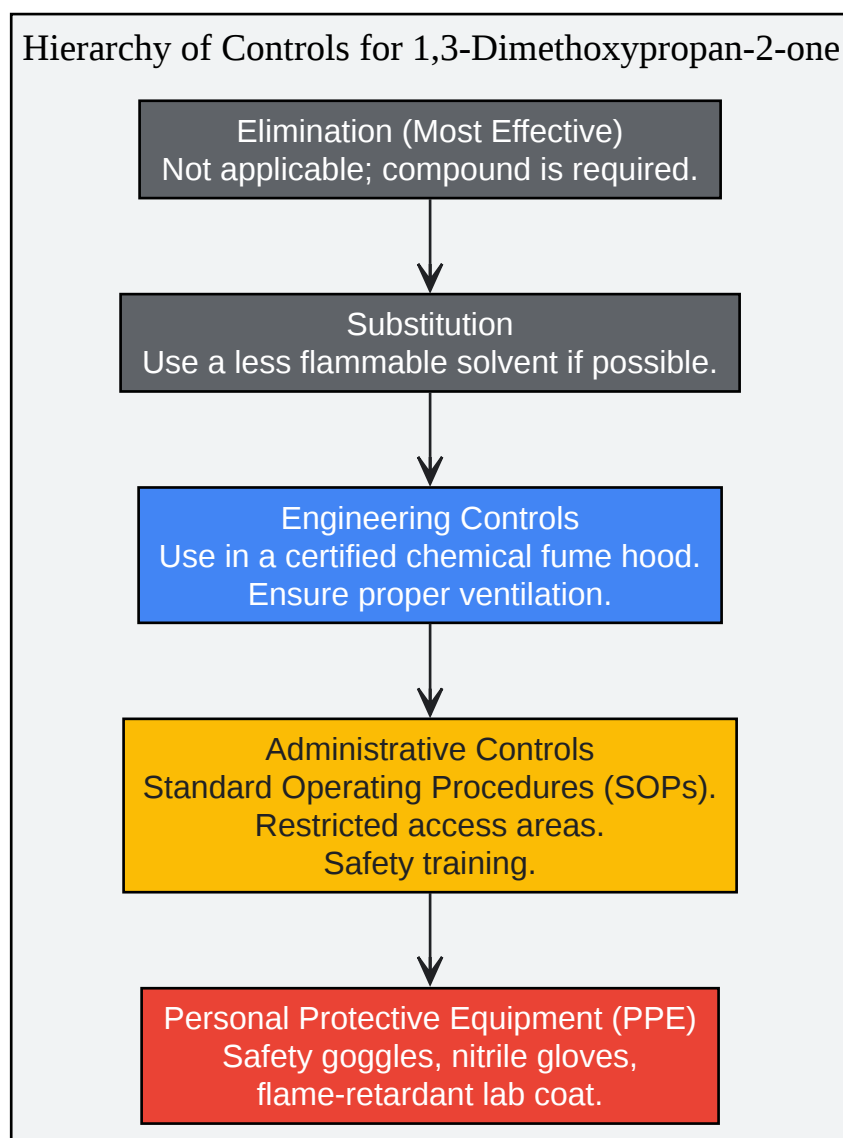 Hierarchy of Controls for 1,3-Dimethoxypropan-2-one
Elimination (Most Effective)
Not applicable; compound is required.
Substitution
Use a less flammable solvent if possible.
Engineering Controls
Use in a certified chemical fume hood.
Ensure proper ventilation.
Administrative Controls
Standard Operating Procedures (SOPs).
Restricted access areas.
Safety training.
Personal Protective Equipment (PPE)
Safety goggles, nitrile gloves,
flame-retardant lab coat.